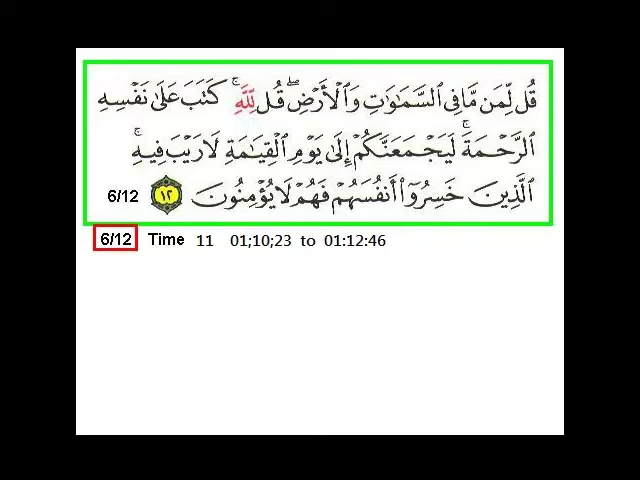 قُل لِّمَن مَّا فِى ٱلسَّمَٰوَٰتِ وَٱلْأَرْضِۖ قُل لِّلَّهِۚ كَتَبَ عَلَىٰ نَفْسِهِ
ٱلرَّحْمَةَۚ لَيَجْمَعَنَّكُمْ إِلَىٰ يَوْمِ ٱلْقِيَٰمَةِ لَا رَيْبَ فِيهِۚ
ٱلَّذِينَ خَسِرُوٓا۟ أَنفُسَهُمْ فَهُمْ لَا يُؤْمِنُونَ ١٢ 6/12
6/12 Time 11 01;10;23 to 01:12:46